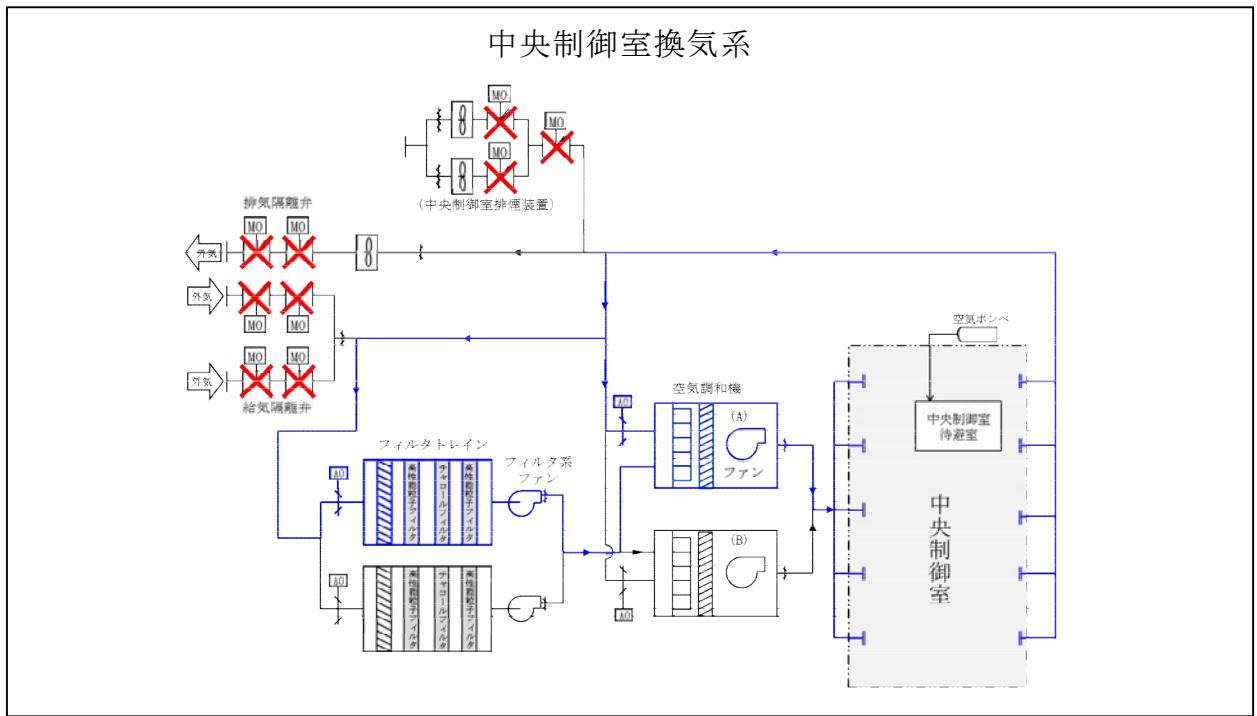 中央制御室換気系
MO
MO
MO
MO
(中央制御室排煙装置)
排気隔離弁
MO
MO
外気
外気
MO
MO
MO
MO
外気
給気隔離弁
空気ボンベ
空気調和機
中央制御室
待避室
AO
(A)
ファン
フィルタトレイン
フィルタ系
ファン
AO
高性能粒子フィルタ
チャコールフィルタ
高性能粒子フィルタ
中央制御室
(B)
AO
AO
高性能粒子フィルタ
チャコールフィルタ
高性能粒子フィルタ